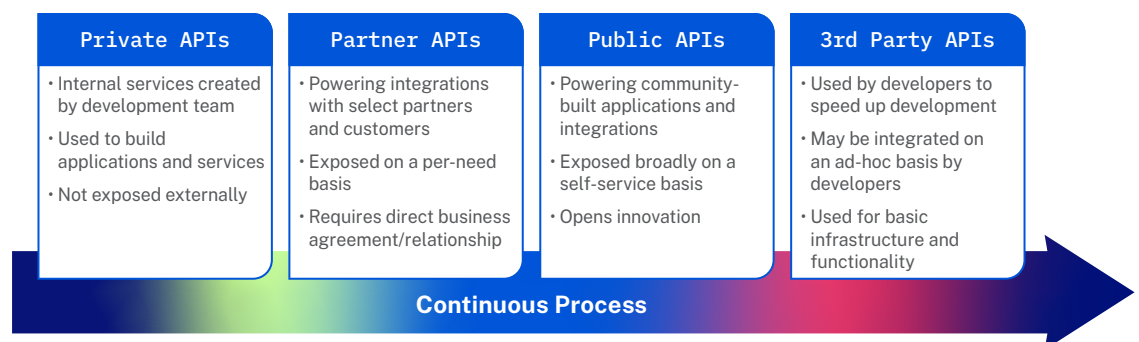 Private APIs
• Internal services created
by development team
• Used to build
applications and services
• Not exposed externally
Partner APIs
• Powering integrations
with select partners
and customers
• Exposed on a per-need
basis
• Requires direct business
agreement/relationship
Public APIs
• Powering community-
built applications and
integrations
• Exposed broadly on a
self-service basis
• Opens innovation
3rd Party APIs
• Used by developers to
speed up development
• May be integrated on
an ad-hoc basis by
developers
• Used for basic
infrastructure and
functionality
Continuous Process